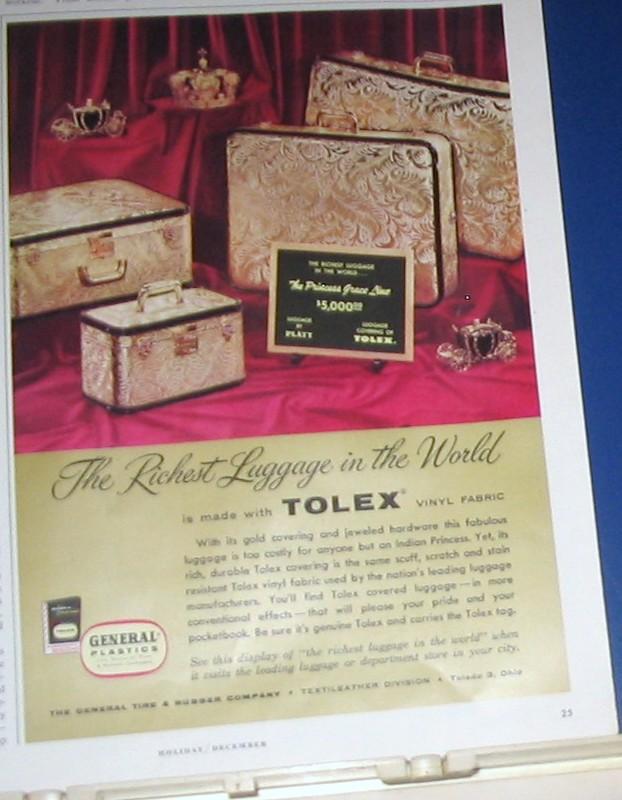 THE RICHEST LUGGAGE
IN THE WORLD...
The Princess Grace Line
$5,000.00
LUGGAGE
BY
PLATT
LUGGAGE
COVERING OF
TOLEX.
The Richest Luggage in the World
is made with TOLEX® VINYL FABRIC
With its gold covering and jeweled hardware this fabulous
luggage is too costly for anyone but an Indian Princess. Yet, its
rich, durable Tolex covering is the same scuff, scratch and stain
resistant Tolex vinyl fabric used by the nation's leading luggage
manufacturers. You'll find Tolex covered luggage—in more
conventional effects—that will please your pride and your
pocketbook. Be sure it's genuine Tolex and carries the Tolex tag.
See this display of "the richest luggage in the world" when
it visits the leading luggage or department store in your city.
GENERAL
PLASTICS
THE GENERAL TIRE & RUBBER COMPANY • TEXTILEATHER DIVISION • Toledo 3, Ohio
HOLIDAY / DECEMBER
25